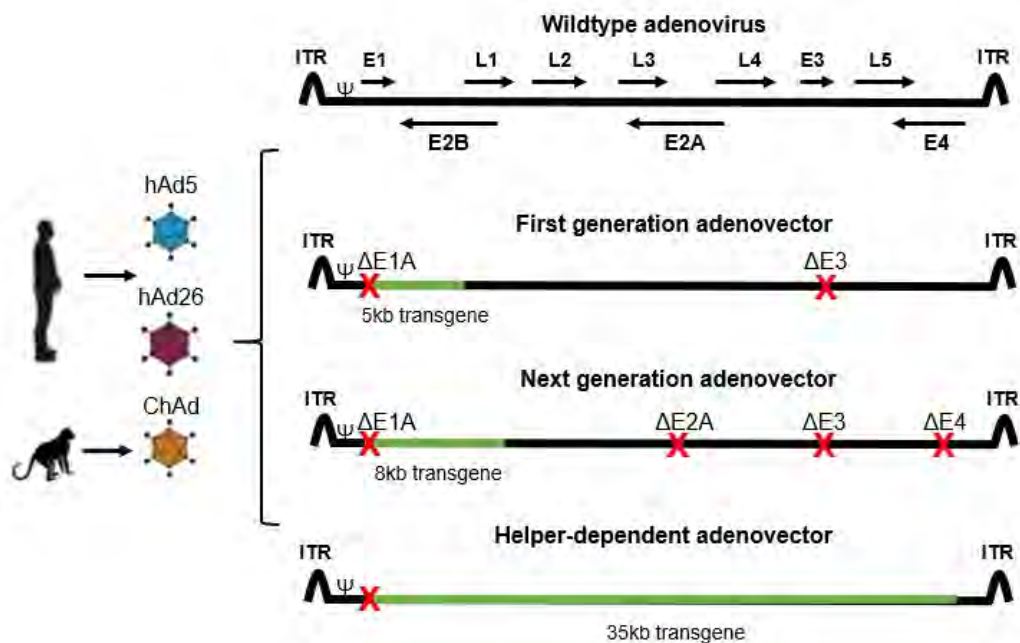 Wildtype adenovirus
ITR
Ψ
E1
L1
L2
L3
L4
E3
L5
ITR
E2B
E2A
E4
hAd5
hAd26
ChAd
First generation adenovector
ITR
Ψ
ΔE1A
ΔE3
ITR
5kb transgene
Next generation adenovector
ITR
Ψ
ΔE1A
ΔE2A
ΔE3
ΔE4
ITR
8kb transgene
Helper-dependent adenovector
ITR
Ψ
ITR
35kb transgene